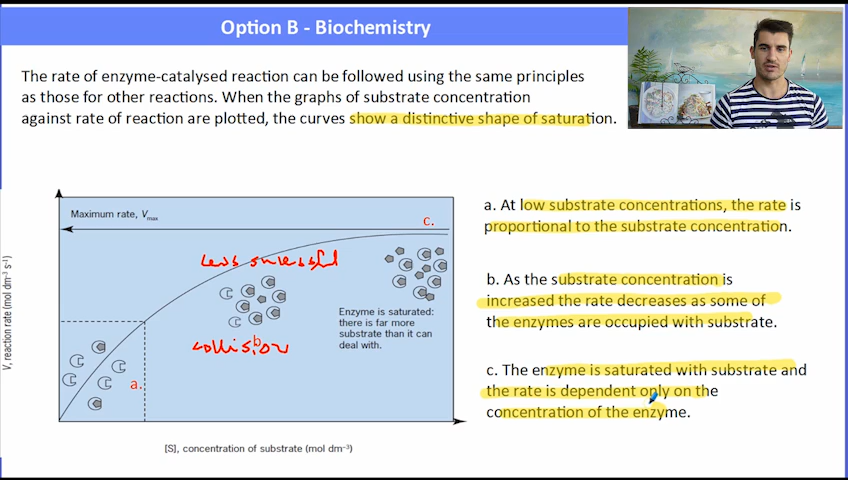 Option B - Biochemistry
The rate of enzyme-catalysed reaction can be followed using the same principles
as those for other reactions. When the graphs of substrate concentration
against rate of reaction are plotted, the curves show a distinctive shape of saturation.
Maximum rate, Vmax
c.
less sucessful
b
collision
Enzyme is saturated:
there is far more
substrate than it can
deal with.
a.
V, reaction rate (mol dm⁻³ s⁻¹)
[S], concentration of substrate (mol dm⁻³)
a. At low substrate concentrations, the rate is
proportional to the substrate concentration.
b. As the substrate concentration is
increased the rate decreases as some of
the enzymes are occupied with substrate.
c. The enzyme is saturated with substrate and
the rate is dependent only on the
concentration of the enzyme.